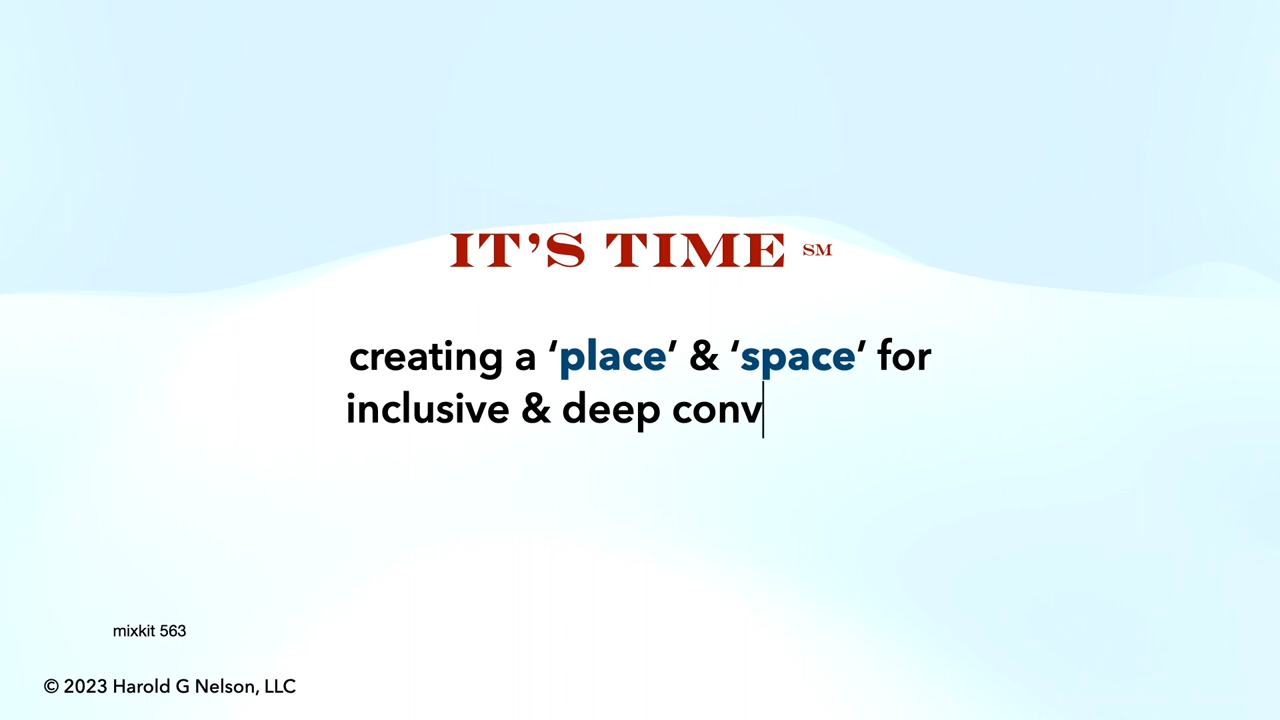 IT’S TIME SM
creating a ‘place’ & ‘space’ for
inclusive & deep conv
mixkit 563
© 2023 Harold G Nelson, LLC